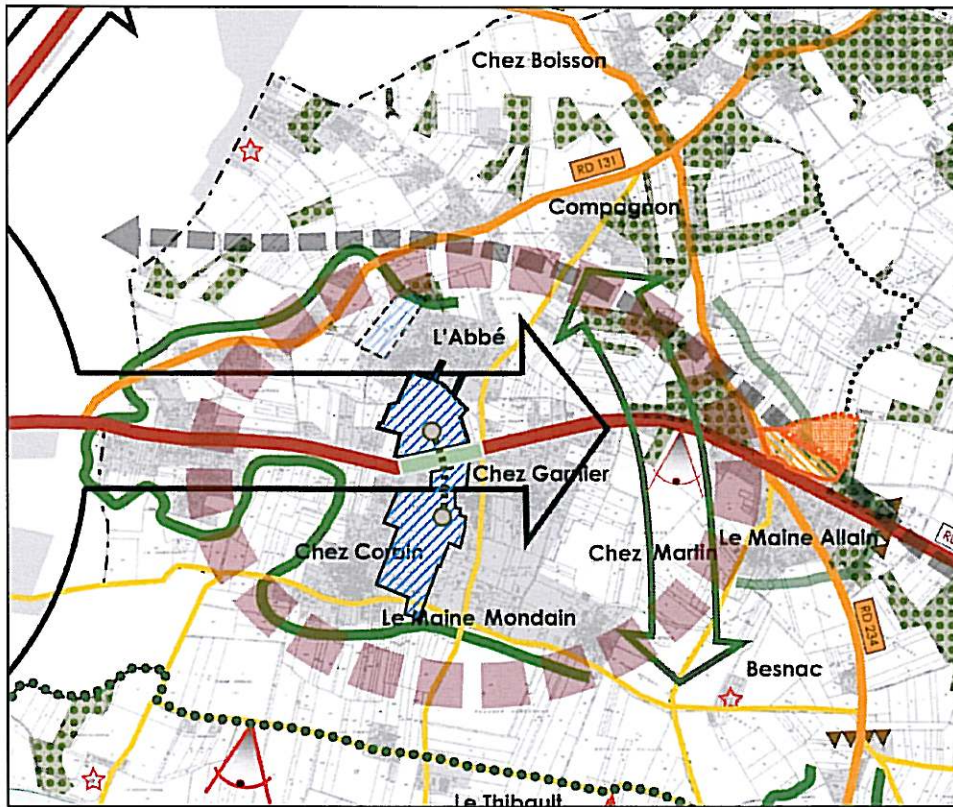 Chez Boisson
RD 131
Compagnon
L'Abbé
Chez Garnier
Chez Corbin
Chez Martin
Le Maine Allain
Le Maine Mondain
RD 234
Besnac
Le Thibault